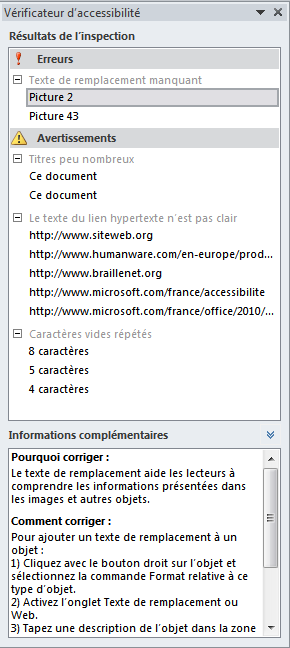 Vérificateur d'accessibilité
Résultats de l'inspection
Erreurs
Texte de remplacement manquant
Picture 2
Picture 43
Avertissements
Titres peu nombreux
Ce document
Ce document
Le texte du lien hypertexte n'est pas clair
http://www.siteweb.org
http://www.humanware.com/en-europe/prod...
http://www.braillenet.org
http://www.microsoft.com/france/accessibilite
http://www.microsoft.com/france/office/2010/...
Caractères vides répétés
8 caractères
5 caractères
4 caractères
Informations complémentaires
Pourquoi corriger :
Le texte de remplacement aide les lecteurs à
comprendre les informations présentées dans
les images et autres objets.
Comment corriger :
Pour ajouter un texte de remplacement à un
objet :
1) Cliquez avec le bouton droit sur l'objet et
sélectionnez la commande Format relative à ce
type d'objet.
2) Activez l'onglet Texte de remplacement ou
Web.
3) Tapez une description de l'objet dans la zone